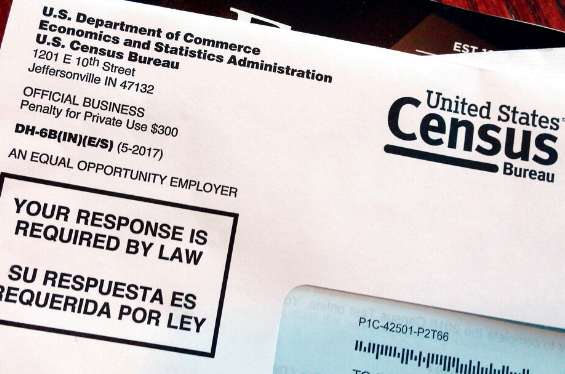 U.S. Department of Commerce
Economics and Statistics Administration
U.S. Census Bureau
1201 E 10th Street
Jeffersonville IN 47132
OFFICIAL BUSINESS
Penalty for Private Use $300
DH-6B(IN)(E/S) (5-2017)
AN EQUAL OPPORTUNITY EMPLOYER
YOUR RESPONSE IS
REQUIRED BY LAW
SU RESPUESTA ES
REQUERIDA POR LEY
EST
United States
Census
Bureau
P1C-42501-P2T66